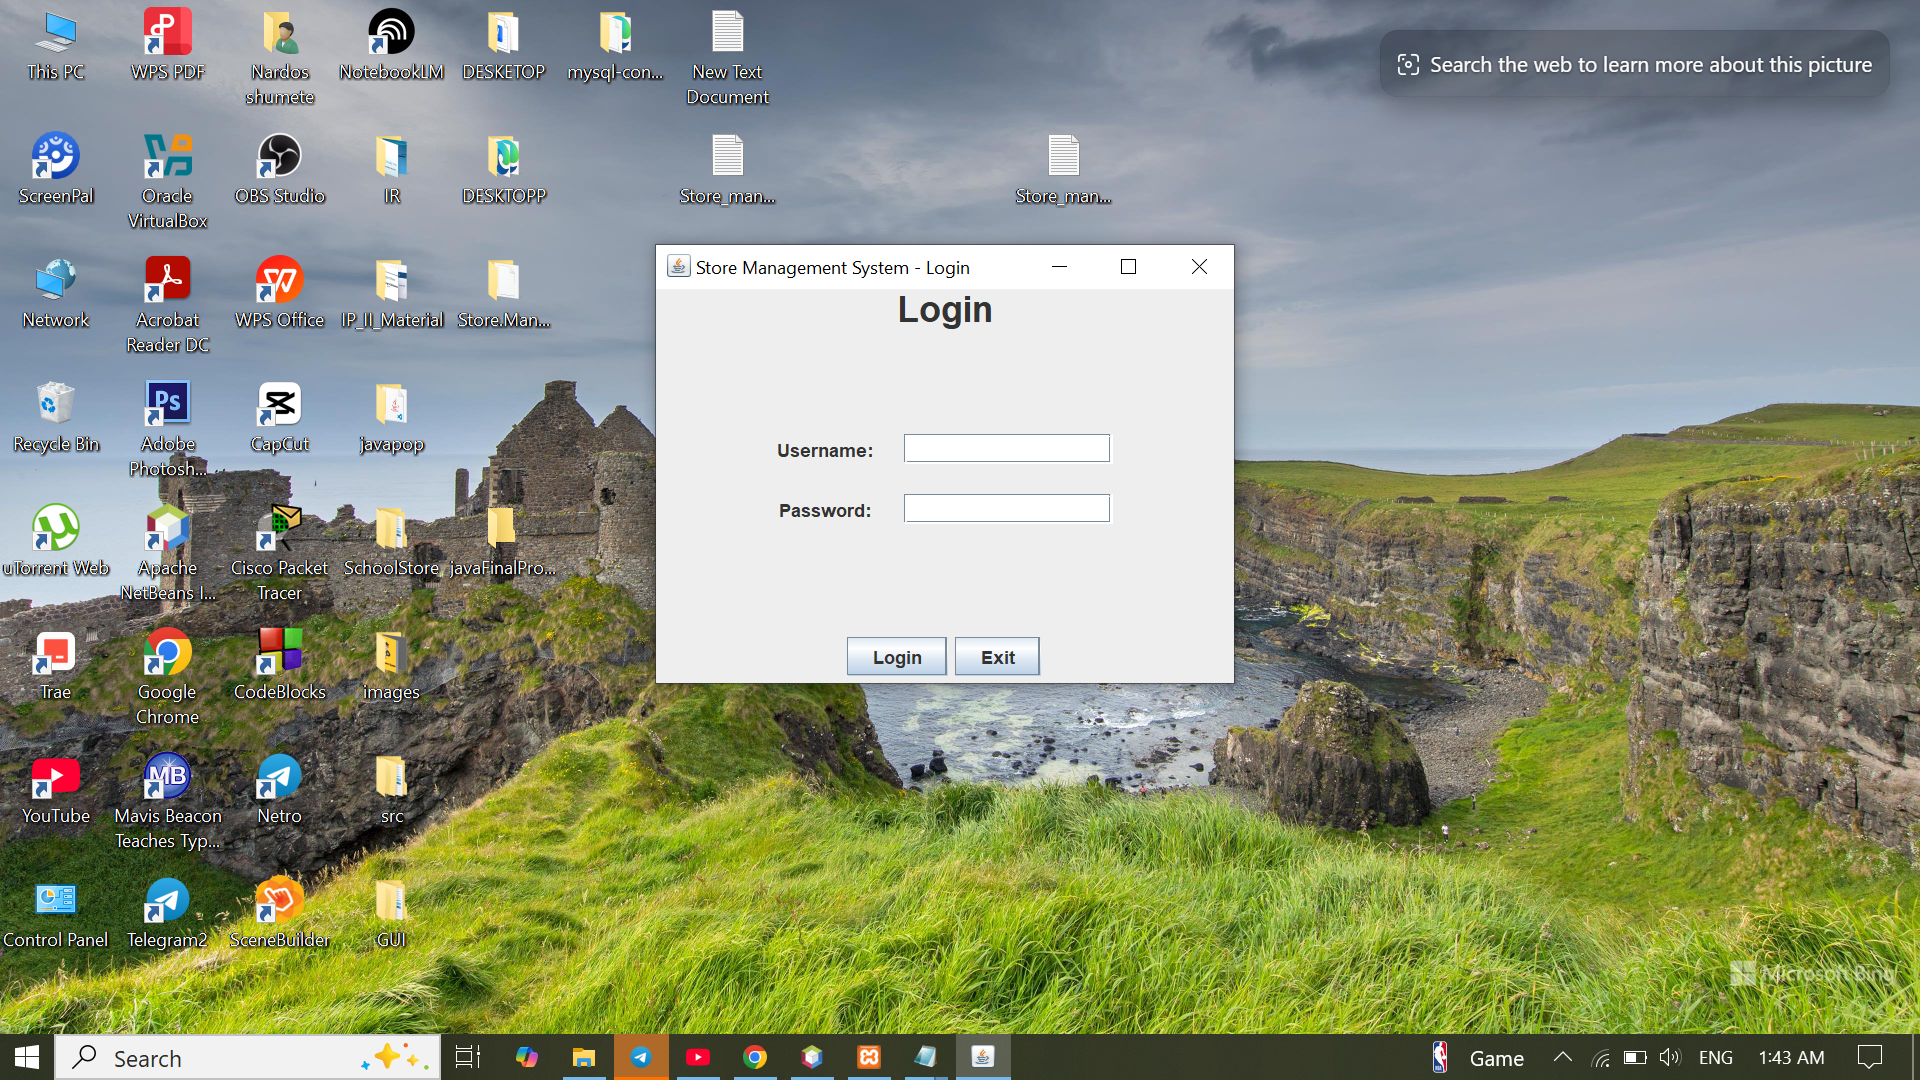 This PC
WPS PDF
Nardos
shumete
NotebookLM
DESKETOP
mysql-con...
New Text
Document
Search the web to learn more about this picture
ScreenPal
Oracle
VirtualBox
OBS Studio
IR
DESKTOPP
Store_man...
Store_man...
Network
Acrobat
Reader DC
WPS Office
IP_II_Material
Store.Man...
Store Management System - Login
Login
Username:
Password:
Login
Exit
Recycle Bin
Ps
Adobe
Photosh...
CapCut
javapop
uTorrent Web
Apache
NetBeans I...
Cisco Packet
Tracer
SchoolStore
javaFinalPro...
Trae
Google
Chrome
CodeBlocks
images
YouTube
MB
Mavis Beacon
Teaches Typ...
Netro
src
Control Panel
Telegram2
SceneBuilder
GUI
Microsoft Bing
Search
Game
ENG
1:43 AM